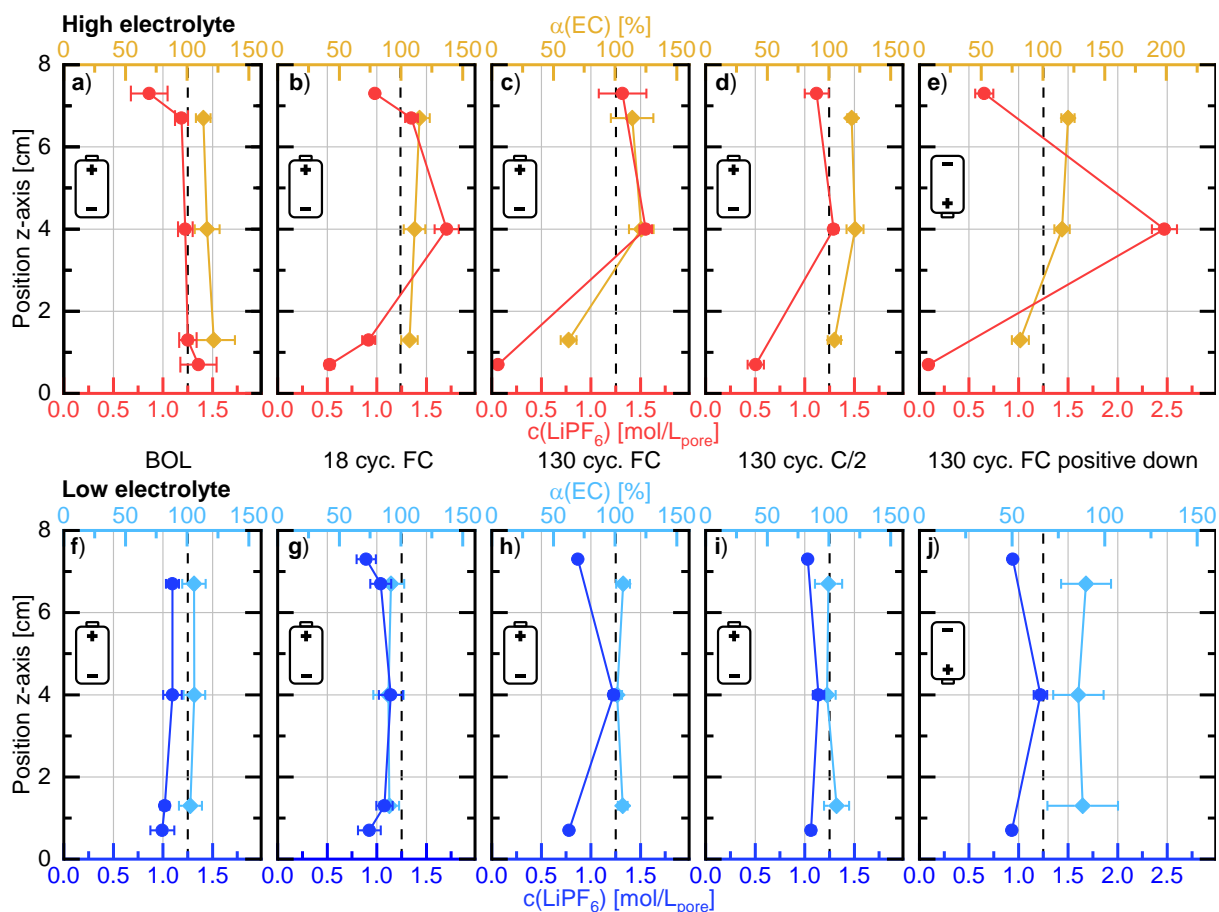 High electrolyte
α(EC) [%]
0 50 100 150 0 50 100 150 0 50 100 150 0 50 100 150 0 50 100 150 200
8
6
4
2
0
Position z-axis [cm]
a) b) c) d) e)
+ + + + −
− − − − +
0.0 0.5 1.0 1.5 0.0 0.5 1.0 1.5 0.0 0.5 1.0 1.5 0.0 0.5 1.0 1.5 0.0 0.5 1.0 1.5 2.0 2.5
c(LiPF6) [mol/Lpore]
BOL 18 cyc. FC 130 cyc. FC 130 cyc. C/2 130 cyc. FC positive down
Low electrolyte
α(EC) [%]
0 50 100 150 0 50 100 150 0 50 100 150 0 50 100 150 0 50 100 150
8
6
4
2
0
Position z-axis [cm]
f) g) h) i) j)
+ + + + −
− − − − +
0.0 0.5 1.0 1.5 0.0 0.5 1.0 1.5 0.0 0.5 1.0 1.5 0.0 0.5 1.0 1.5 0.0 0.5 1.0 1.5 2.0 2.5
c(LiPF6) [mol/Lpore]